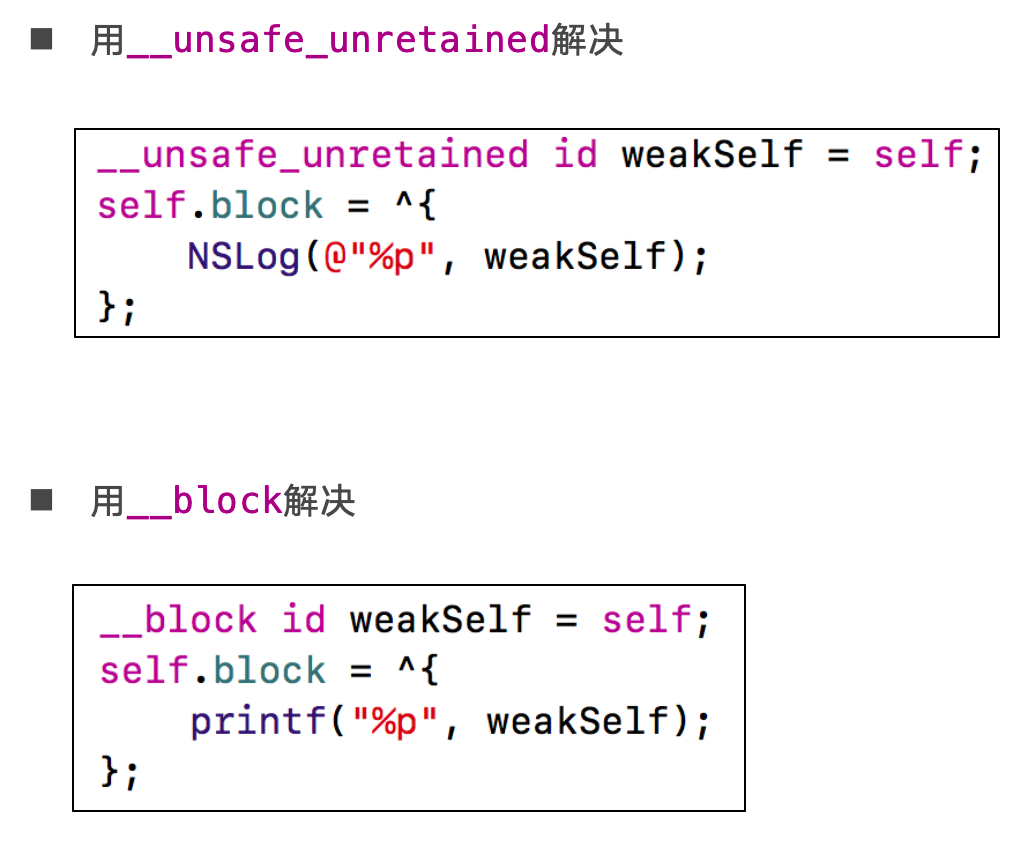 ■ 用__unsafe_unretained解决
__unsafe_unretained id weakSelf = self;
self.block = ^{
    NSLog(@"%p", weakSelf);
};
■ 用__block解决
__block id weakSelf = self;
self.block = ^{
    printf("%p", weakSelf);
};